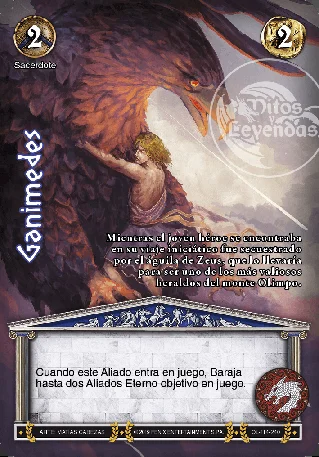 2
2
Sacerdote
Mitos y
Leyendas
Ganimedes
Mientras el joven héroe se encontraba
en su viaje iniciático fue secuestrado
por el águila de Zeus, que lo llevaría
para ser uno de los más valiosos
heraldos del monte Olimpo.
Cuando este Aliado entra en juego, Baraja
hasta dos Aliados Eterno objetivo en juego.